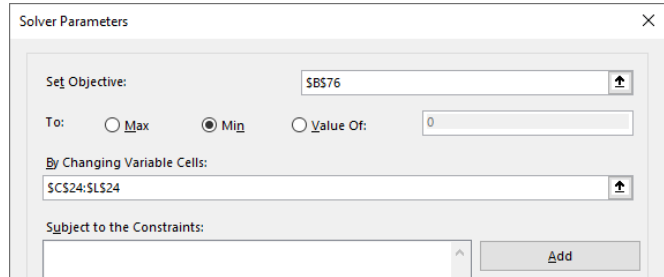 Solver Parameters
Set Objective: $B$76
To: Max Min Value Of: 0
By Changing Variable Cells:
$C$24:$L$24
Subject to the Constraints:
Add